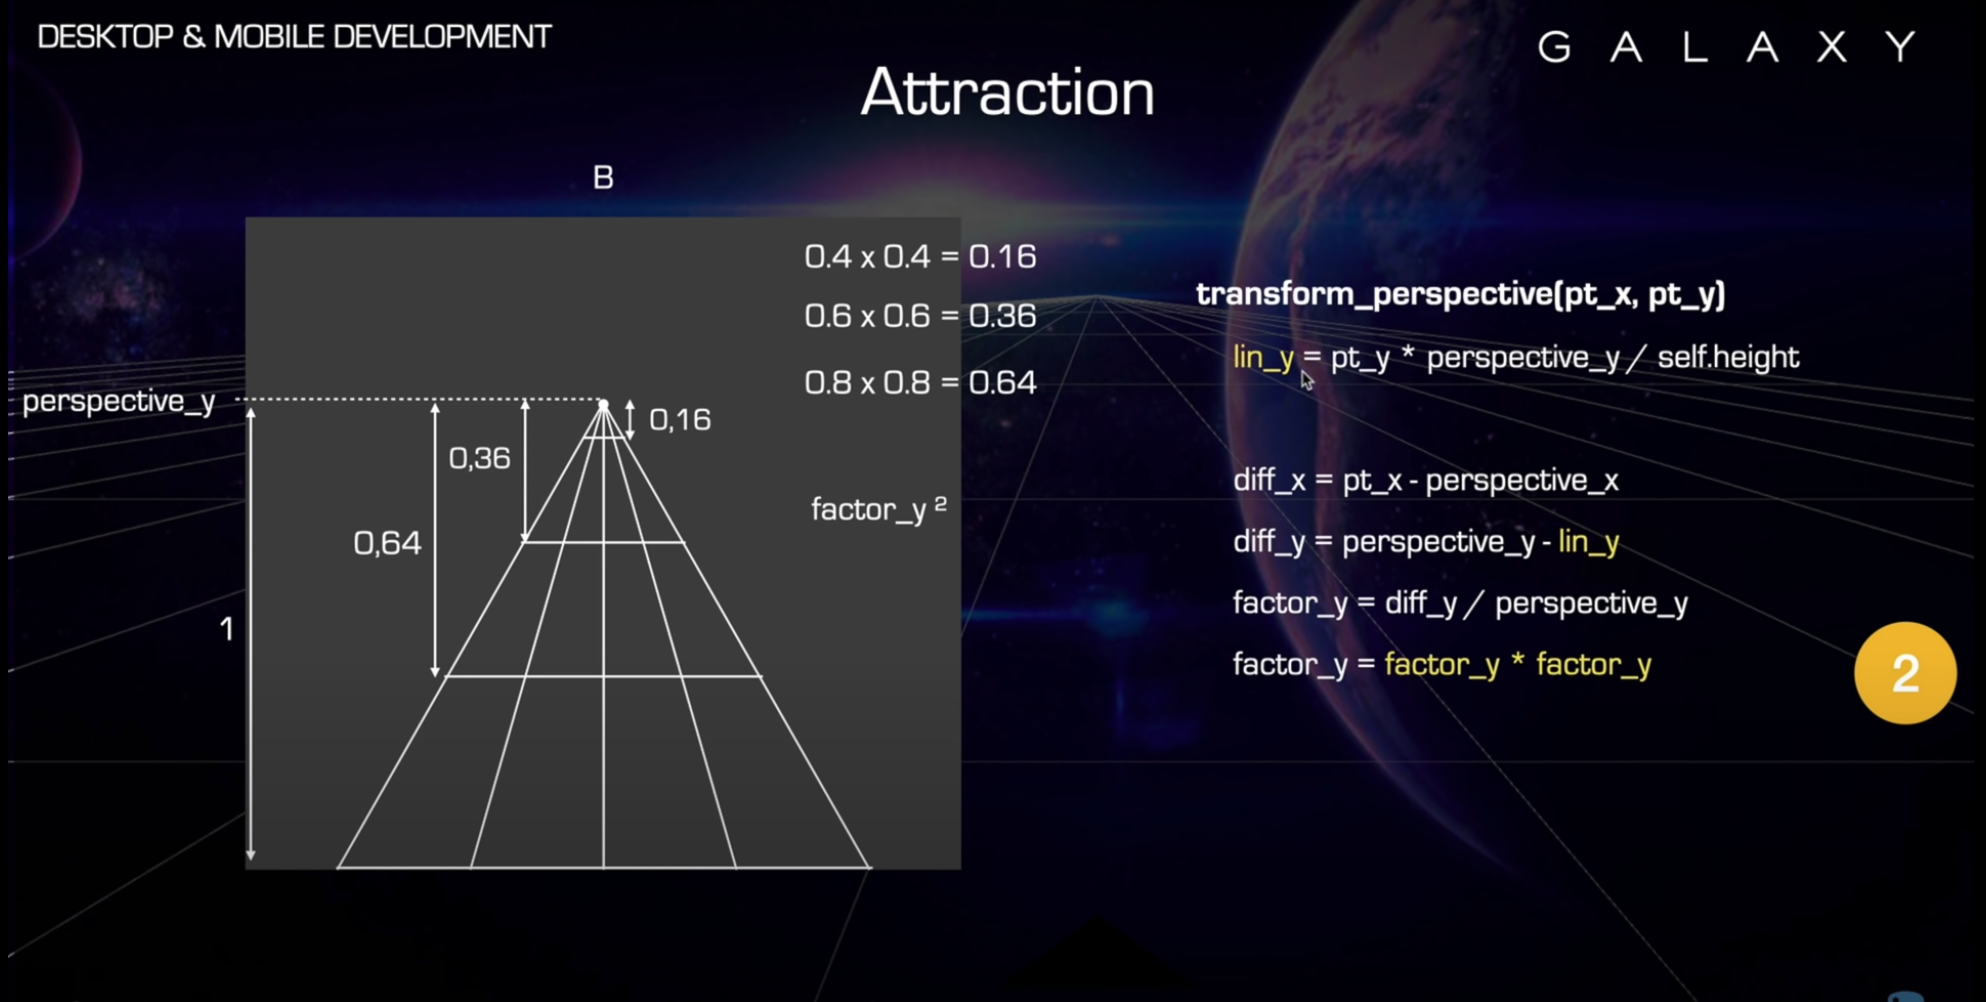 DESKTOP & MOBILE DEVELOPMENT
G A L A X Y
Attraction
B
0.4 x 0.4 = 0.16
0.6 x 0.6 = 0.36
0.8 x 0.8 = 0.64
perspective_y
0,16
0,36
factor_y ²
0,64
1
transform_perspective(pt_x, pt_y)
lin_y = pt_y * perspective_y / self.height
diff_x = pt_x - perspective_x
diff_y = perspective_y - lin_y
factor_y = diff_y / perspective_y
factor_y = factor_y * factor_y
2